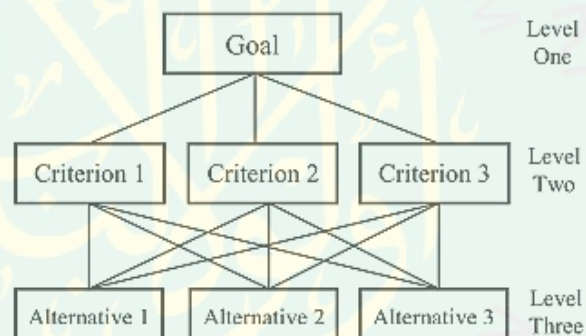 Goal
Level
One
Criterion 1
Criterion 2
Criterion 3
Level
Two
Alternative 1
Alternative 2
Alternative 3
Level
Three